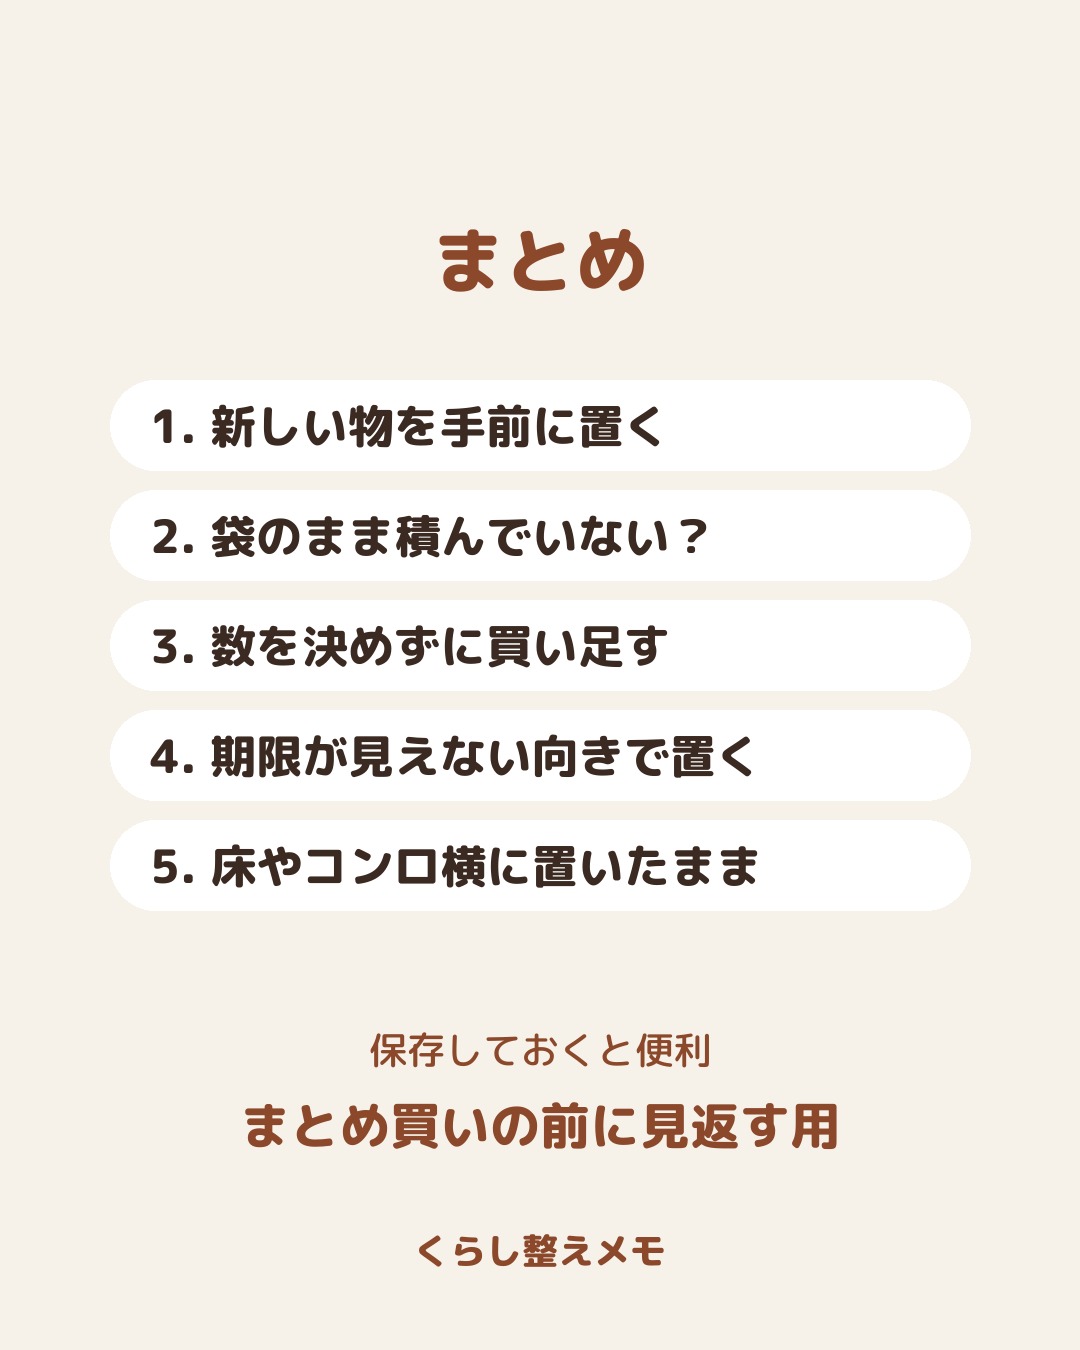 まとめ
1. 新しい物を手前に置く
2. 袋のまま積んでいない？
3. 数を決めずに買い足す
4. 期限が見えない向きで置く
5. 床やコンロ横に置いたまま
保存しておくと便利
まとめ買いの前に見返す用
くらし整えメモ